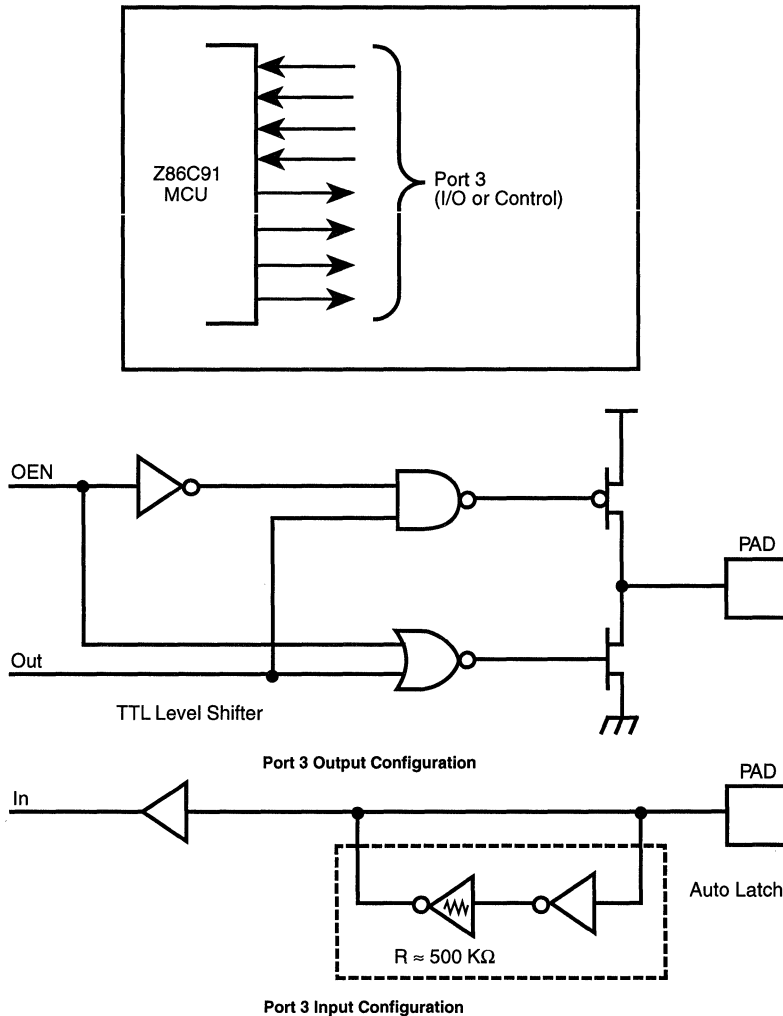 Z86C91
MCU
Port 3
(I/O or Control)
OEN
PAD
Out
TTL Level Shifter
Port 3 Output Configuration
In
PAD
Auto Latch
R ≈ 500 KΩ
Port 3 Input Configuration